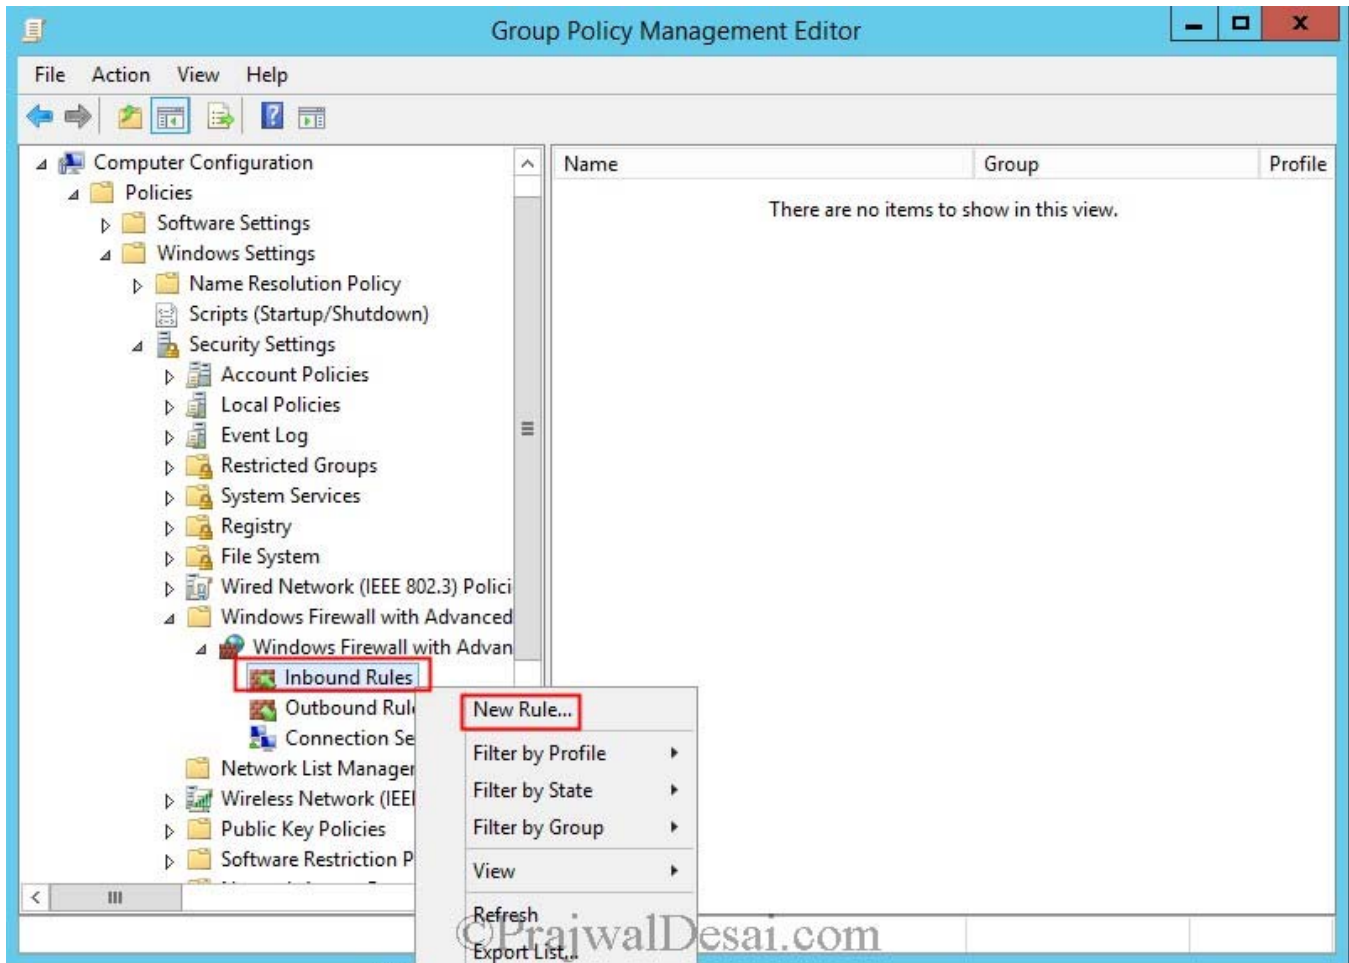 Group Policy Management Editor
File Action View Help
Computer Configuration
Policies
Software Settings
Windows Settings
Name Resolution Policy
Scripts (Startup/Shutdown)
Security Settings
Account Policies
Local Policies
Event Log
Restricted Groups
System Services
Registry
File System
Wired Network (IEEE 802.3) Polici
Windows Firewall with Advanced
Windows Firewall with Advan
Inbound Rules
Outbound Rul
Connection Se
Network List Manager
Wireless Network (IEEE
Public Key Policies
Software Restriction P
Name Group Profile
There are no items to show in this view.
New Rule...
Filter by Profile
Filter by State
Filter by Group
View
Refresh
Export List...
©PrajwalDesai.com